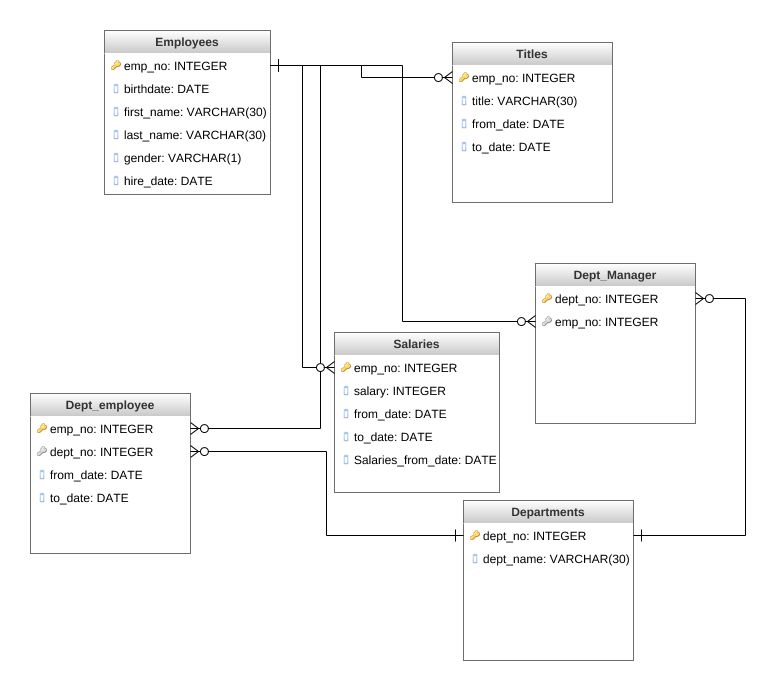 Employees
emp_no: INTEGER
birthdate: DATE
first_name: VARCHAR(30)
last_name: VARCHAR(30)
gender: VARCHAR(1)
hire_date: DATE
Titles
emp_no: INTEGER
title: VARCHAR(30)
from_date: DATE
to_date: DATE
Dept_Manager
dept_no: INTEGER
emp_no: INTEGER
Salaries
emp_no: INTEGER
salary: INTEGER
from_date: DATE
to_date: DATE
Salaries_from_date: DATE
Dept_employee
emp_no: INTEGER
dept_no: INTEGER
from_date: DATE
to_date: DATE
Departments
dept_no: INTEGER
dept_name: VARCHAR(30)